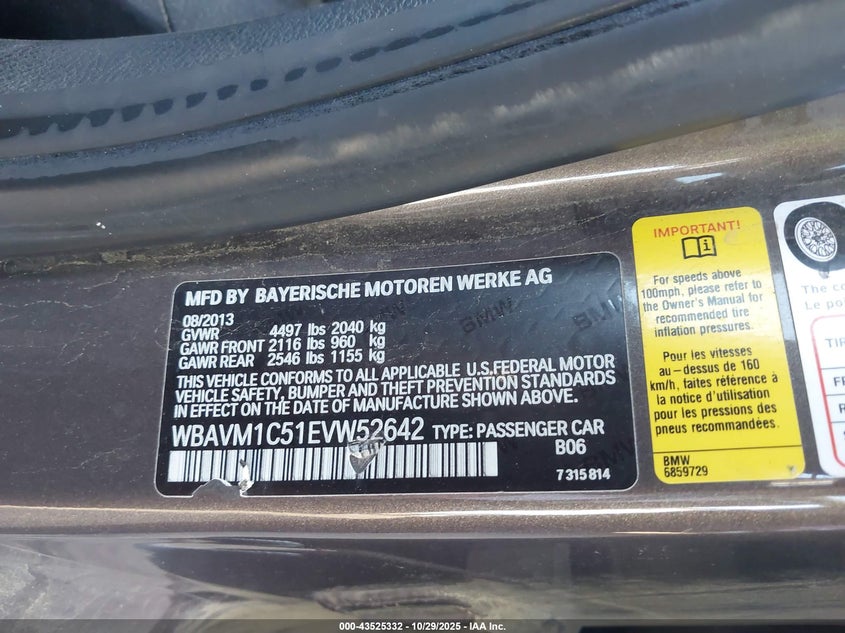 MFD BY BAYERISCHE MOTOREN WERKE AG
08/2013
GVWR 4497 lbs 2040 kg
GAWR FRONT 2116 lbs 960 kg
GAWR REAR 2546 lbs 1155 kg
THIS VEHICLE CONFORMS TO ALL APPLICABLE U.S.FEDERAL MOTOR
VEHICLE SAFETY, BUMPER AND THEFT PREVENTION STANDARDS
IN EFFECT ON THE DATE OF MANUFACTURE SHOWN ABOVE.
WBAVM1C51EVW52642 TYPE: PASSENGER CAR
B06
7 315 814
IMPORTANT!
For speeds above
100mph, please refer to
the Owner's Manual for
recommended tire
inflation pressures.
Pour les vitesses
au-dessus de 160
km/h, faites référence à
la notice d'utilisation
pour les pressions des
pneus recommandées.
BMW
6859729
The
Le
000-43525332 | 10/29/2025 | IAA Inc. |